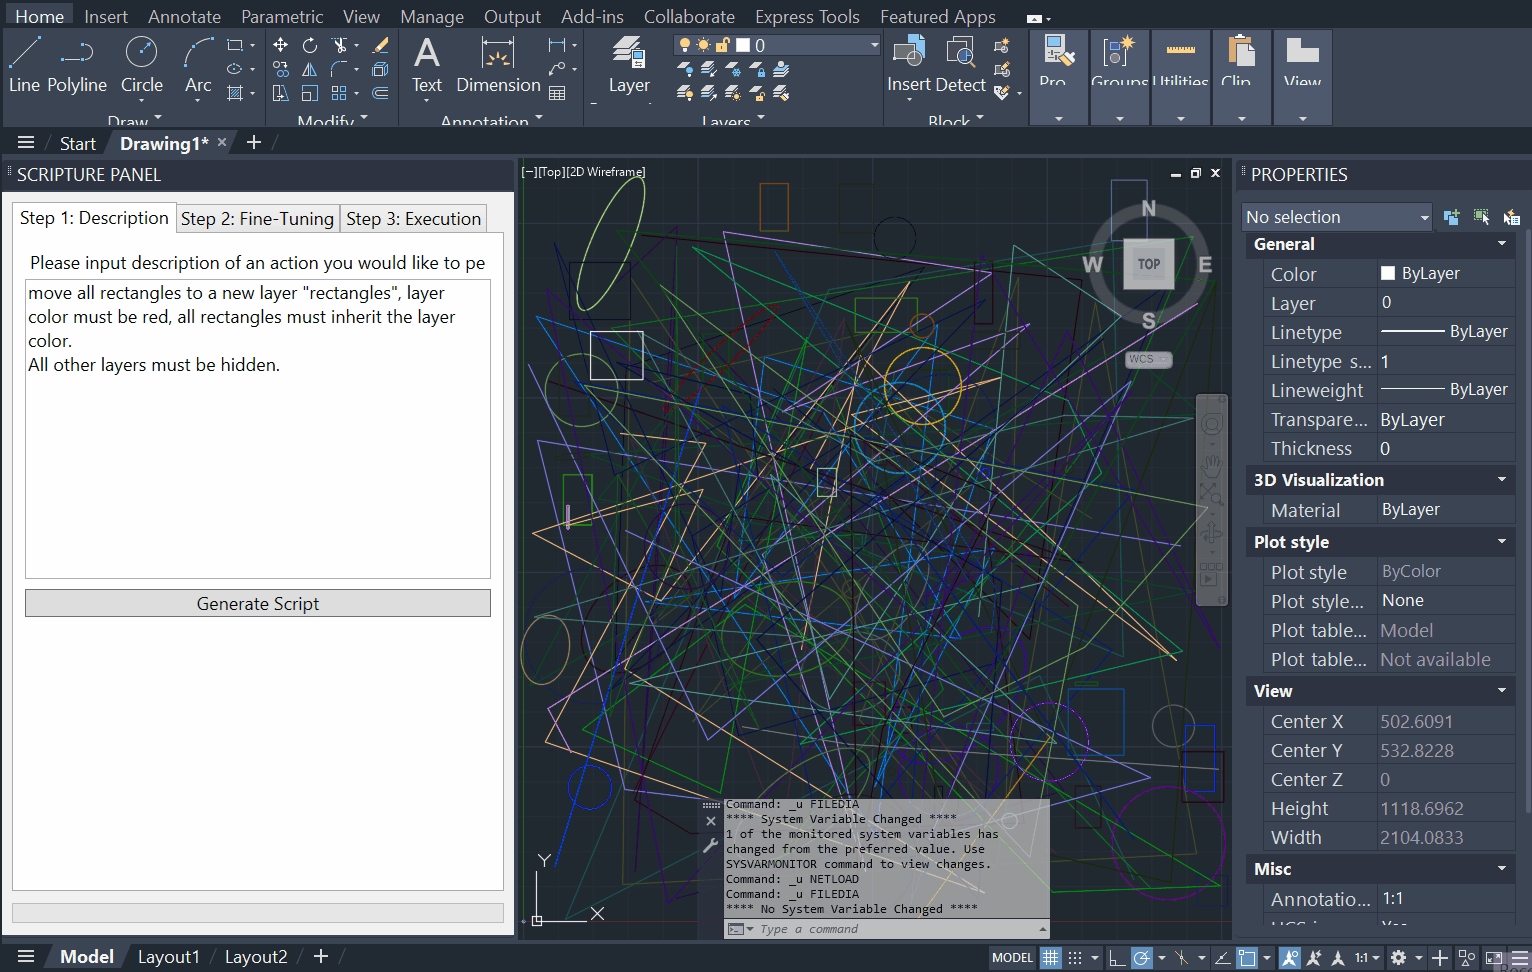 Home Insert Annotate Parametric View Manage Output Add-ins Collaborate Express Tools Featured Apps
0
Line Polyline Circle Arc Text Dimension Layer Insert Detect Pro... Groups Utilities Clip... View
Draw Modify Annotation Layers Block
Start Drawing1*
SCRIPTURE PANEL
Step 1: Description Step 2: Fine-Tuning Step 3: Execution
Please input description of an action you would like to pe
move all rectangles to a new layer "rectangles", layer
color must be red, all rectangles must inherit the layer
color.
All other layers must be hidden.
Generate Script
[−][Top][2D Wireframe]
N
W TOP E
S
WCS
Y
X
Command: _u FILEDIA
**** System Variable Changed ****
1 of the monitored system variables has
changed from the preferred value. Use
SYSVARMONITOR command to view changes.
Command: _u NETLOAD
Command: _u FILEDIA
**** No System Variable Changed ****
Type a command
PROPERTIES
No selection
General
Color ByLayer
Layer 0
Linetype ByLayer
Linetype s... 1
Lineweight ByLayer
Transpare... ByLayer
Thickness 0
3D Visualization
Material ByLayer
Plot style
Plot style ByColor
Plot style... None
Plot table... Model
Plot table... Not available
View
Center X 502.6091
Center Y 532.8228
Center Z 0
Height 1118.6962
Width 2104.0833
Misc
Annotatio... 1:1
Model Layout1 Layout2
MODEL 1:1